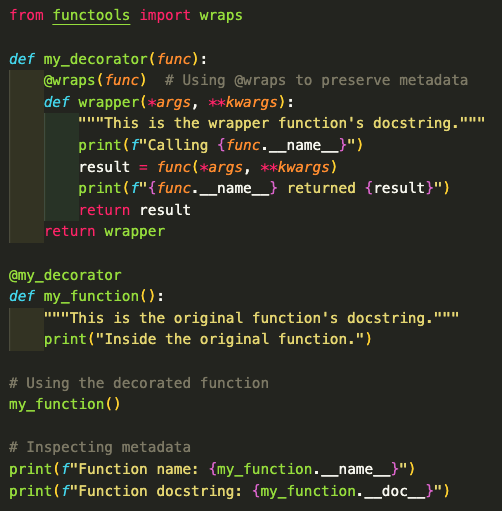 from functools import wraps

def my_decorator(func):
    @wraps(func)  # Using @wraps to preserve metadata
    def wrapper(*args, **kwargs):
        """This is the wrapper function's docstring."""
        print(f"Calling {func.__name__}")
        result = func(*args, **kwargs)
        print(f"{func.__name__} returned {result}")
        return result
    return wrapper

@my_decorator
def my_function():
    """This is the original function's docstring."""
    print("Inside the original function.")

# Using the decorated function
my_function()

# Inspecting metadata
print(f"Function name: {my_function.__name__}")
print(f"Function docstring: {my_function.__doc__}")